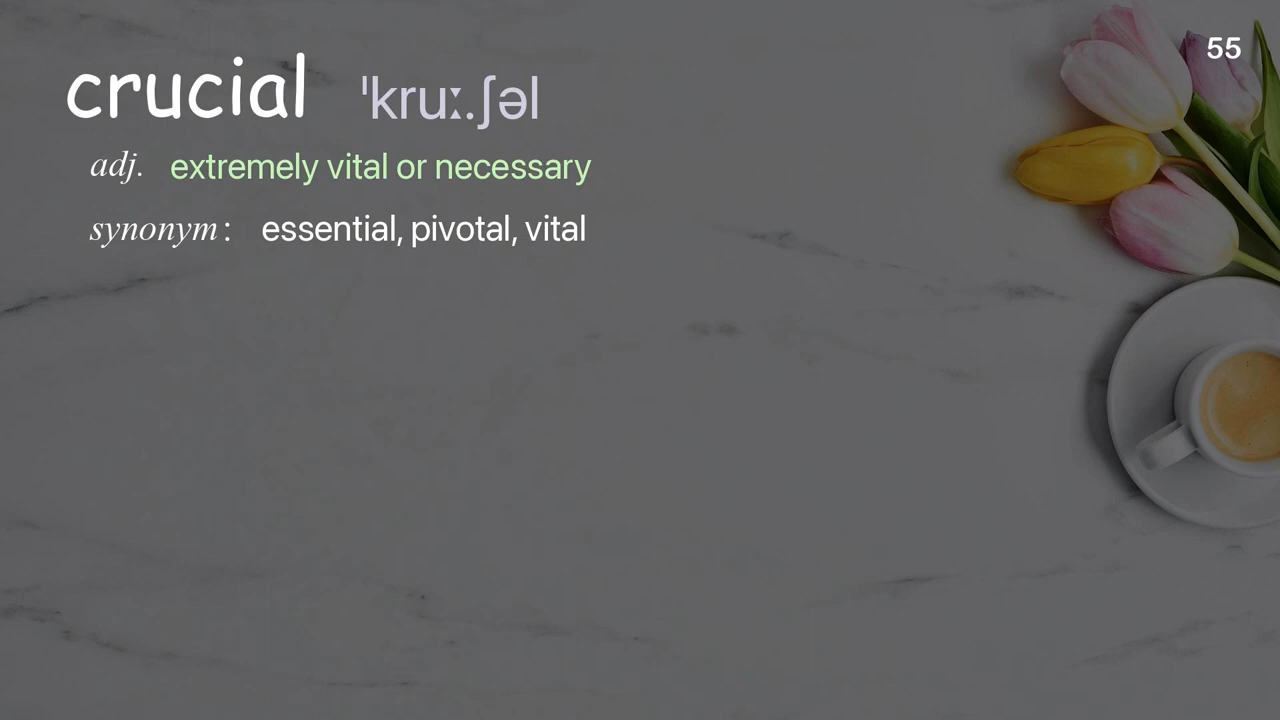 55
crucial ˈkruː.ʃəl
adj. extremely vital or necessary
synonym: essential, pivotal, vital